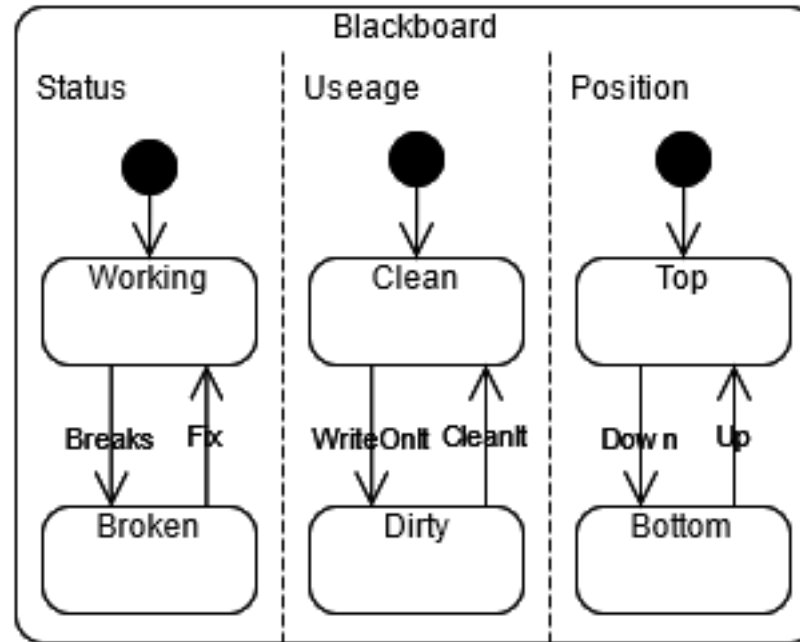 Blackboard
Status
Useage
Position
Working
Clean
Top
Breaks
Fix
WriteOnIt
CleanIt
Down
Up
Broken
Dirty
Bottom